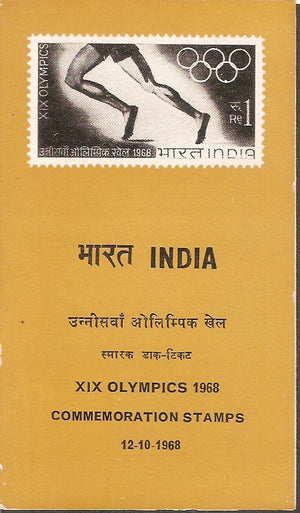 XIX OLYMPICS
रु 1
Re
उन्नीसवाँ ओलिम्पिक खेल 1968
भारत INDIA
भारत INDIA
उन्नीसवाँ ओलिम्पिक खेल
स्मारक डाक-टिकट
XIX OLYMPICS 1968
COMMEMORATION STAMPS
12-10-1968